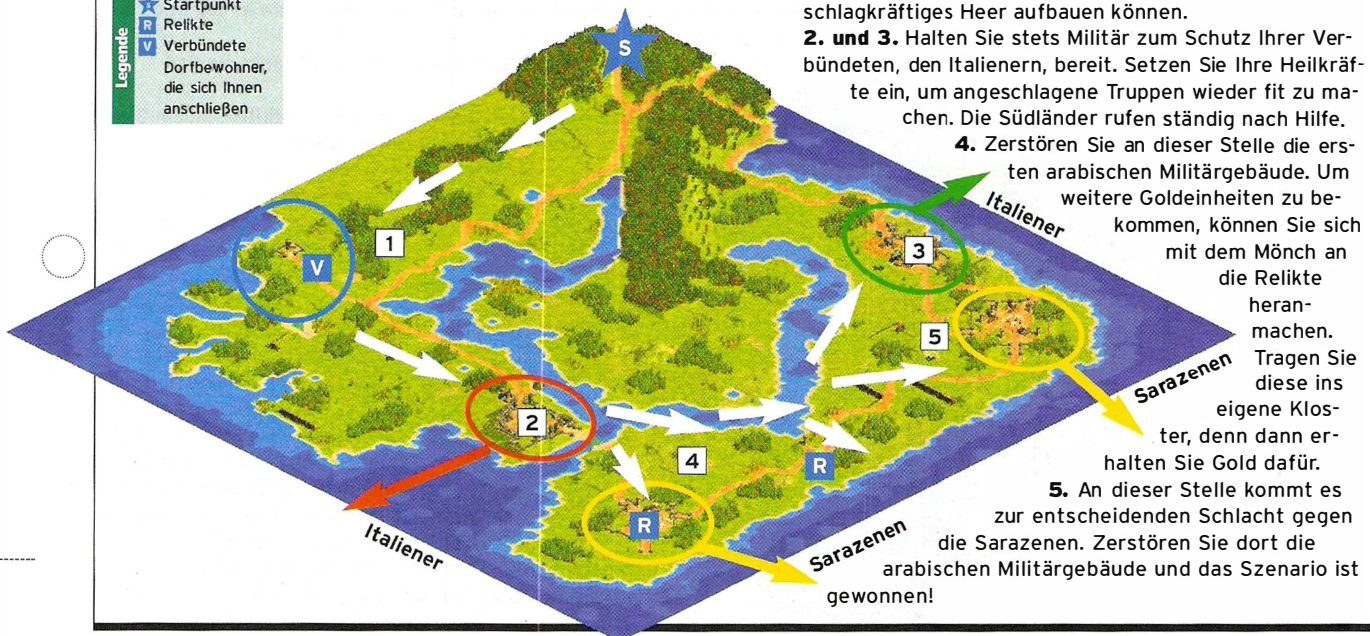 Legende
S Startpunkt
R Relikte
V Verbündete
Dorfbewohner,
die sich Ihnen
anschließen
schlagkräftiges Heer aufbauen können.
2. und 3. Halten Sie stets Militär zum Schutz Ihrer Ver-
bündeten, den Italienern, bereit. Setzen Sie Ihre Heilkräf-
te ein, um angeschlagene Truppen wieder fit zu ma-
chen. Die Südländer rufen ständig nach Hilfe.
4. Zerstören Sie an dieser Stelle die ers-
ten arabischen Militärgebäude. Um
weitere Goldeinheiten zu be-
kommen, können Sie sich
mit dem Mönch an
die Relikte
heran-
machen.
Tragen Sie
diese ins
eigene Klos-
ter, denn dann er-
halten Sie Gold dafür.
5. An dieser Stelle kommt es
zur entscheidenden Schlacht gegen
die Sarazenen. Zerstören Sie dort die
arabischen Militärgebäude und das Szenario ist
gewonnen!
S
1
V
2
3
5
4
R
R
Italiener
Sarazenen
Italiener
Sarazenen